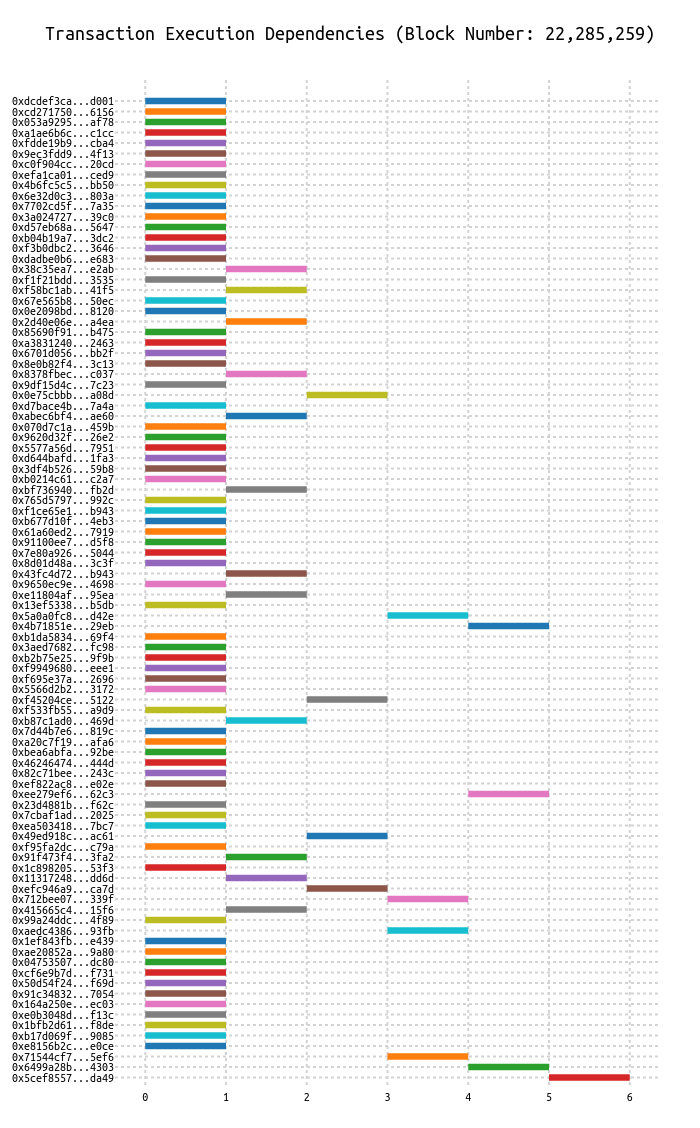 Transaction Execution Dependencies (Block Number: 22,285,259)
0xdcdef3ca...d001
0xcd271750...6156
0x053a9295...af78
0xa1ae6b6c...c1cc
0xfdde19b9...cba4
0x9ec3fdd9...4f13
0xc0f904cc...20cd
0xefa1ca01...ced9
0x4b6fc5c5...bb50
0x6e32d0c3...803a
0x7702cd5f...7a35
0x3a024727...39c0
0xd57eb68a...5647
0xb04b19a7...3dc2
0xf3b0dbc2...3646
0xdadbe0b6...e683
0x38c35ea7...e2ab
0xf1f21bdd...3535
0xf58bc1ab...41f5
0x67e565b8...50ec
0x0e2098bd...8120
0x2d40e06e...a4ea
0x85690f91...b475
0xa3831240...2463
0x6701d056...bb2f
0x8e0b82f4...3c13
0x8378fbec...c037
0x9df15d4c...7c23
0x0e75cbbb...a08d
0xd7bace4b...7a4a
0xabec6bf4...ae60
0x070d7c1a...459b
0x9620d32f...26e2
0x5577a56d...7951
0xd644bafd...1fa3
0x3df4b526...59b8
0xb0214c61...c2a7
0xbf736940...fb2d
0x765d5797...992c
0xf1ce65e1...b943
0xb677d10f...4eb3
0x61a60ed2...7919
0x91100ee7...d5f8
0x7e80a926...5044
0x8d01d48a...3c3f
0x43fc4d72...b943
0x9650ec9e...4698
0xe11804af...95ea
0x13ef5338...b5db
0x5a0a0fc8...d42e
0x4b71851e...29eb
0xb1da5834...69f4
0x3aed7682...fc98
0xb2b75e25...9f9b
0xf9949680...eee1
0xf695e37a...2696
0x5566d2b2...3172
0xf45204ce...5122
0xf533fb55...a9d9
0xb87c1ad0...469d
0x7d44b7e6...819c
0xa20c7f19...afa6
0xbea6abfa...92be
0x46246474...444d
0x82c71bee...243c
0xef822ac8...e02e
0xee279ef6...62c3
0x23d4881b...f62c
0x7cbaf1ad...2025
0xea503418...7bc7
0x49ed918c...ac61
0xf95fa2dc...c79a
0x91f473f4...3fa2
0x1c898205...53f3
0x11317248...dd6d
0xefc946a9...ca7d
0x712bee07...339f
0x415665c4...15f6
0x99a24ddc...4f89
0xaedc4386...93fb
0x1ef843fb...e439
0xae20852a...9a80
0x04753507...dc80
0xcf6e9b7d...f731
0x50d54f24...f69d
0x91c34832...7054
0x164a250e...ec03
0xe0b3048d...f13c
0x1bfb2d61...f8de
0xb17d069f...9085
0xe8156b2c...e0ce
0x71544cf7...5ef6
0x6499a28b...4303
0x5cef8557...da49
0 1 2 3 4 5 6